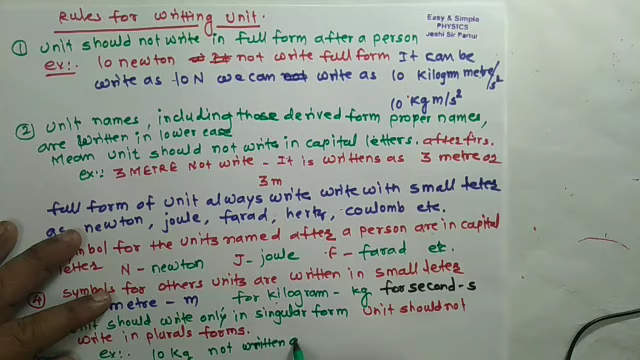 Rules for writting unit.
Easy & Simple
PHYSICS
Joshi Sir Partul
① Unit should not write in full form after a person
ex:. 10 newton not write full form It can be
write as 10 N we can write as 10 Kilogrm metre/s²
10 kg m/s²
② Unit names, including those derived form proper names,
are written in lower ease
Mean unit should not write in capital letters. after firs.
ex:. 3 METRE Not write - It is writtens as 3 metre or
3 m
full form of unit always write write with small letter
as newton, joule, farad, hertz, coulomb etc.
symbol for the units named after a person are in capital
letter N - newton J - joule F - farad etc.
④ symbols for others units are written in small letter
metre - m for kilogram - kg for second - s
unit should write only in singular form unit should not
write in plurals forms.
ex:. 10 kg not written